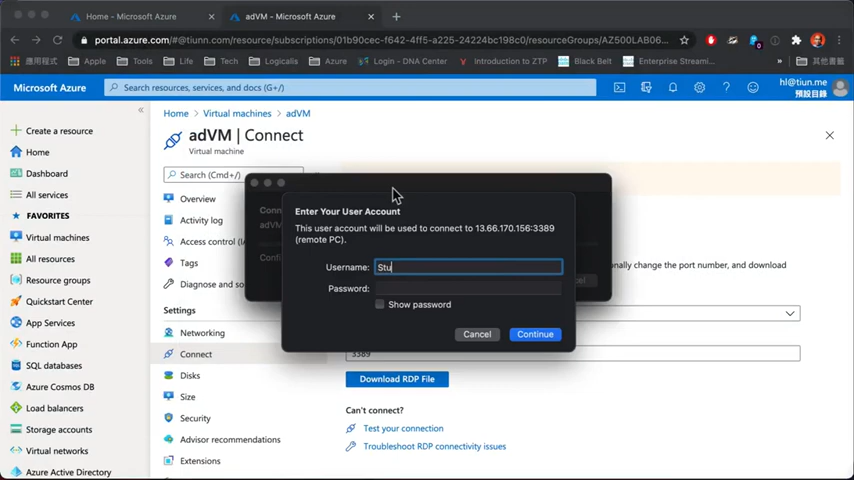 Home - Microsoft Azure
adVM - Microsoft Azure
portal.azure.com/#@tiunn.me/resource/subscriptions/01b90cec-f642-4ff5-a225-24224bc198c0/resourceGroups/AZ500LAB06...
應用程式
Apple
Tools
Life
Tech
Logicalis
Azure
Login - DNA Center
Introduction to ZTP
Black Belt
Enterprise Streami...
其他書籤
Microsoft Azure
Search resources, services, and docs (G+/)
hl@tiun.me
預設目錄
Create a resource
Home
Dashboard
All services
FAVORITES
Virtual machines
All resources
Resource groups
Quickstart Center
App Services
Function App
SQL databases
Azure Cosmos DB
Load balancers
Storage accounts
Virtual networks
Azure Active Directory
Home > Virtual machines > adVM
adVM | Connect
Virtual machine
Search (Cmd+/)
Overview
Activity log
Access control (IA
Tags
Diagnose and so
Settings
Networking
Connect
Disks
Size
Security
Advisor recommendations
Extensions
Conn
adVM
Confi
Enter Your User Account
This user account will be used to connect to 13.66.170.156:3389
(remote PC).
Username: Stu
Password:
Show password
Cancel
Continue
onally change the port number, and download
3389
Download RDP File
Can't connect?
Test your connection
Troubleshoot RDP connectivity issues